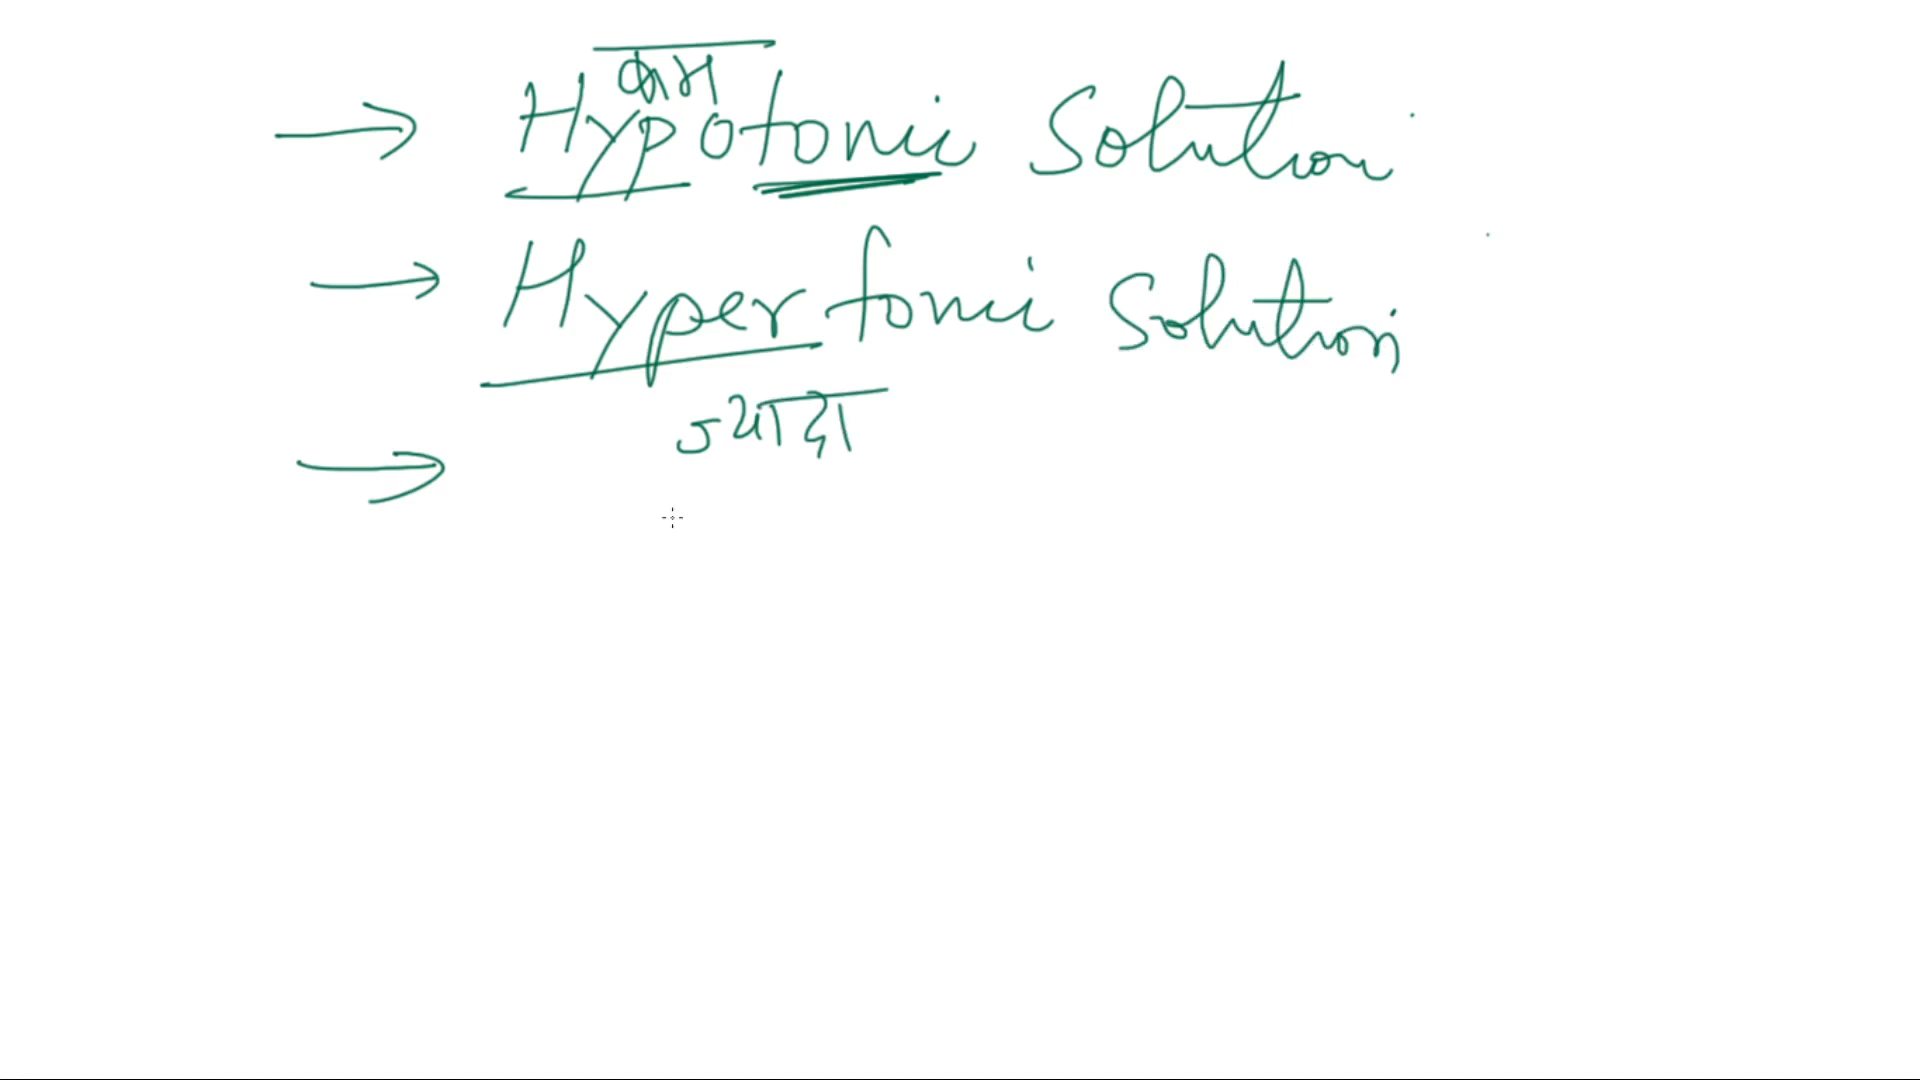 कम
→ Hypotonic Solution
→ Hypertonic Solution
ज्यादा
→